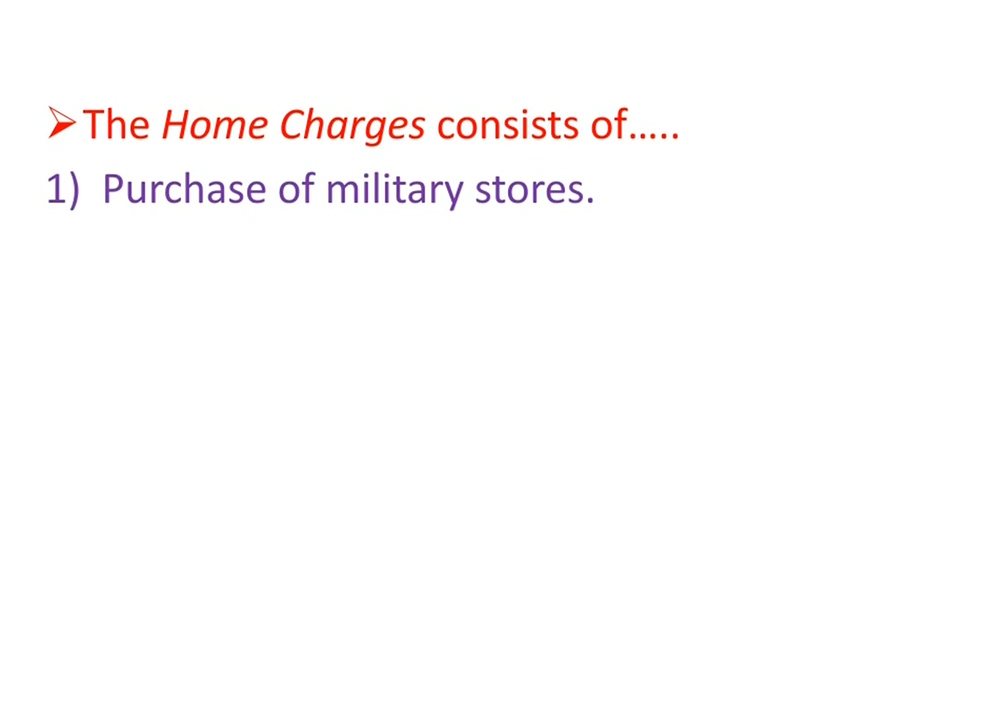 ➢The Home Charges consists of.....
1) Purchase of military stores.